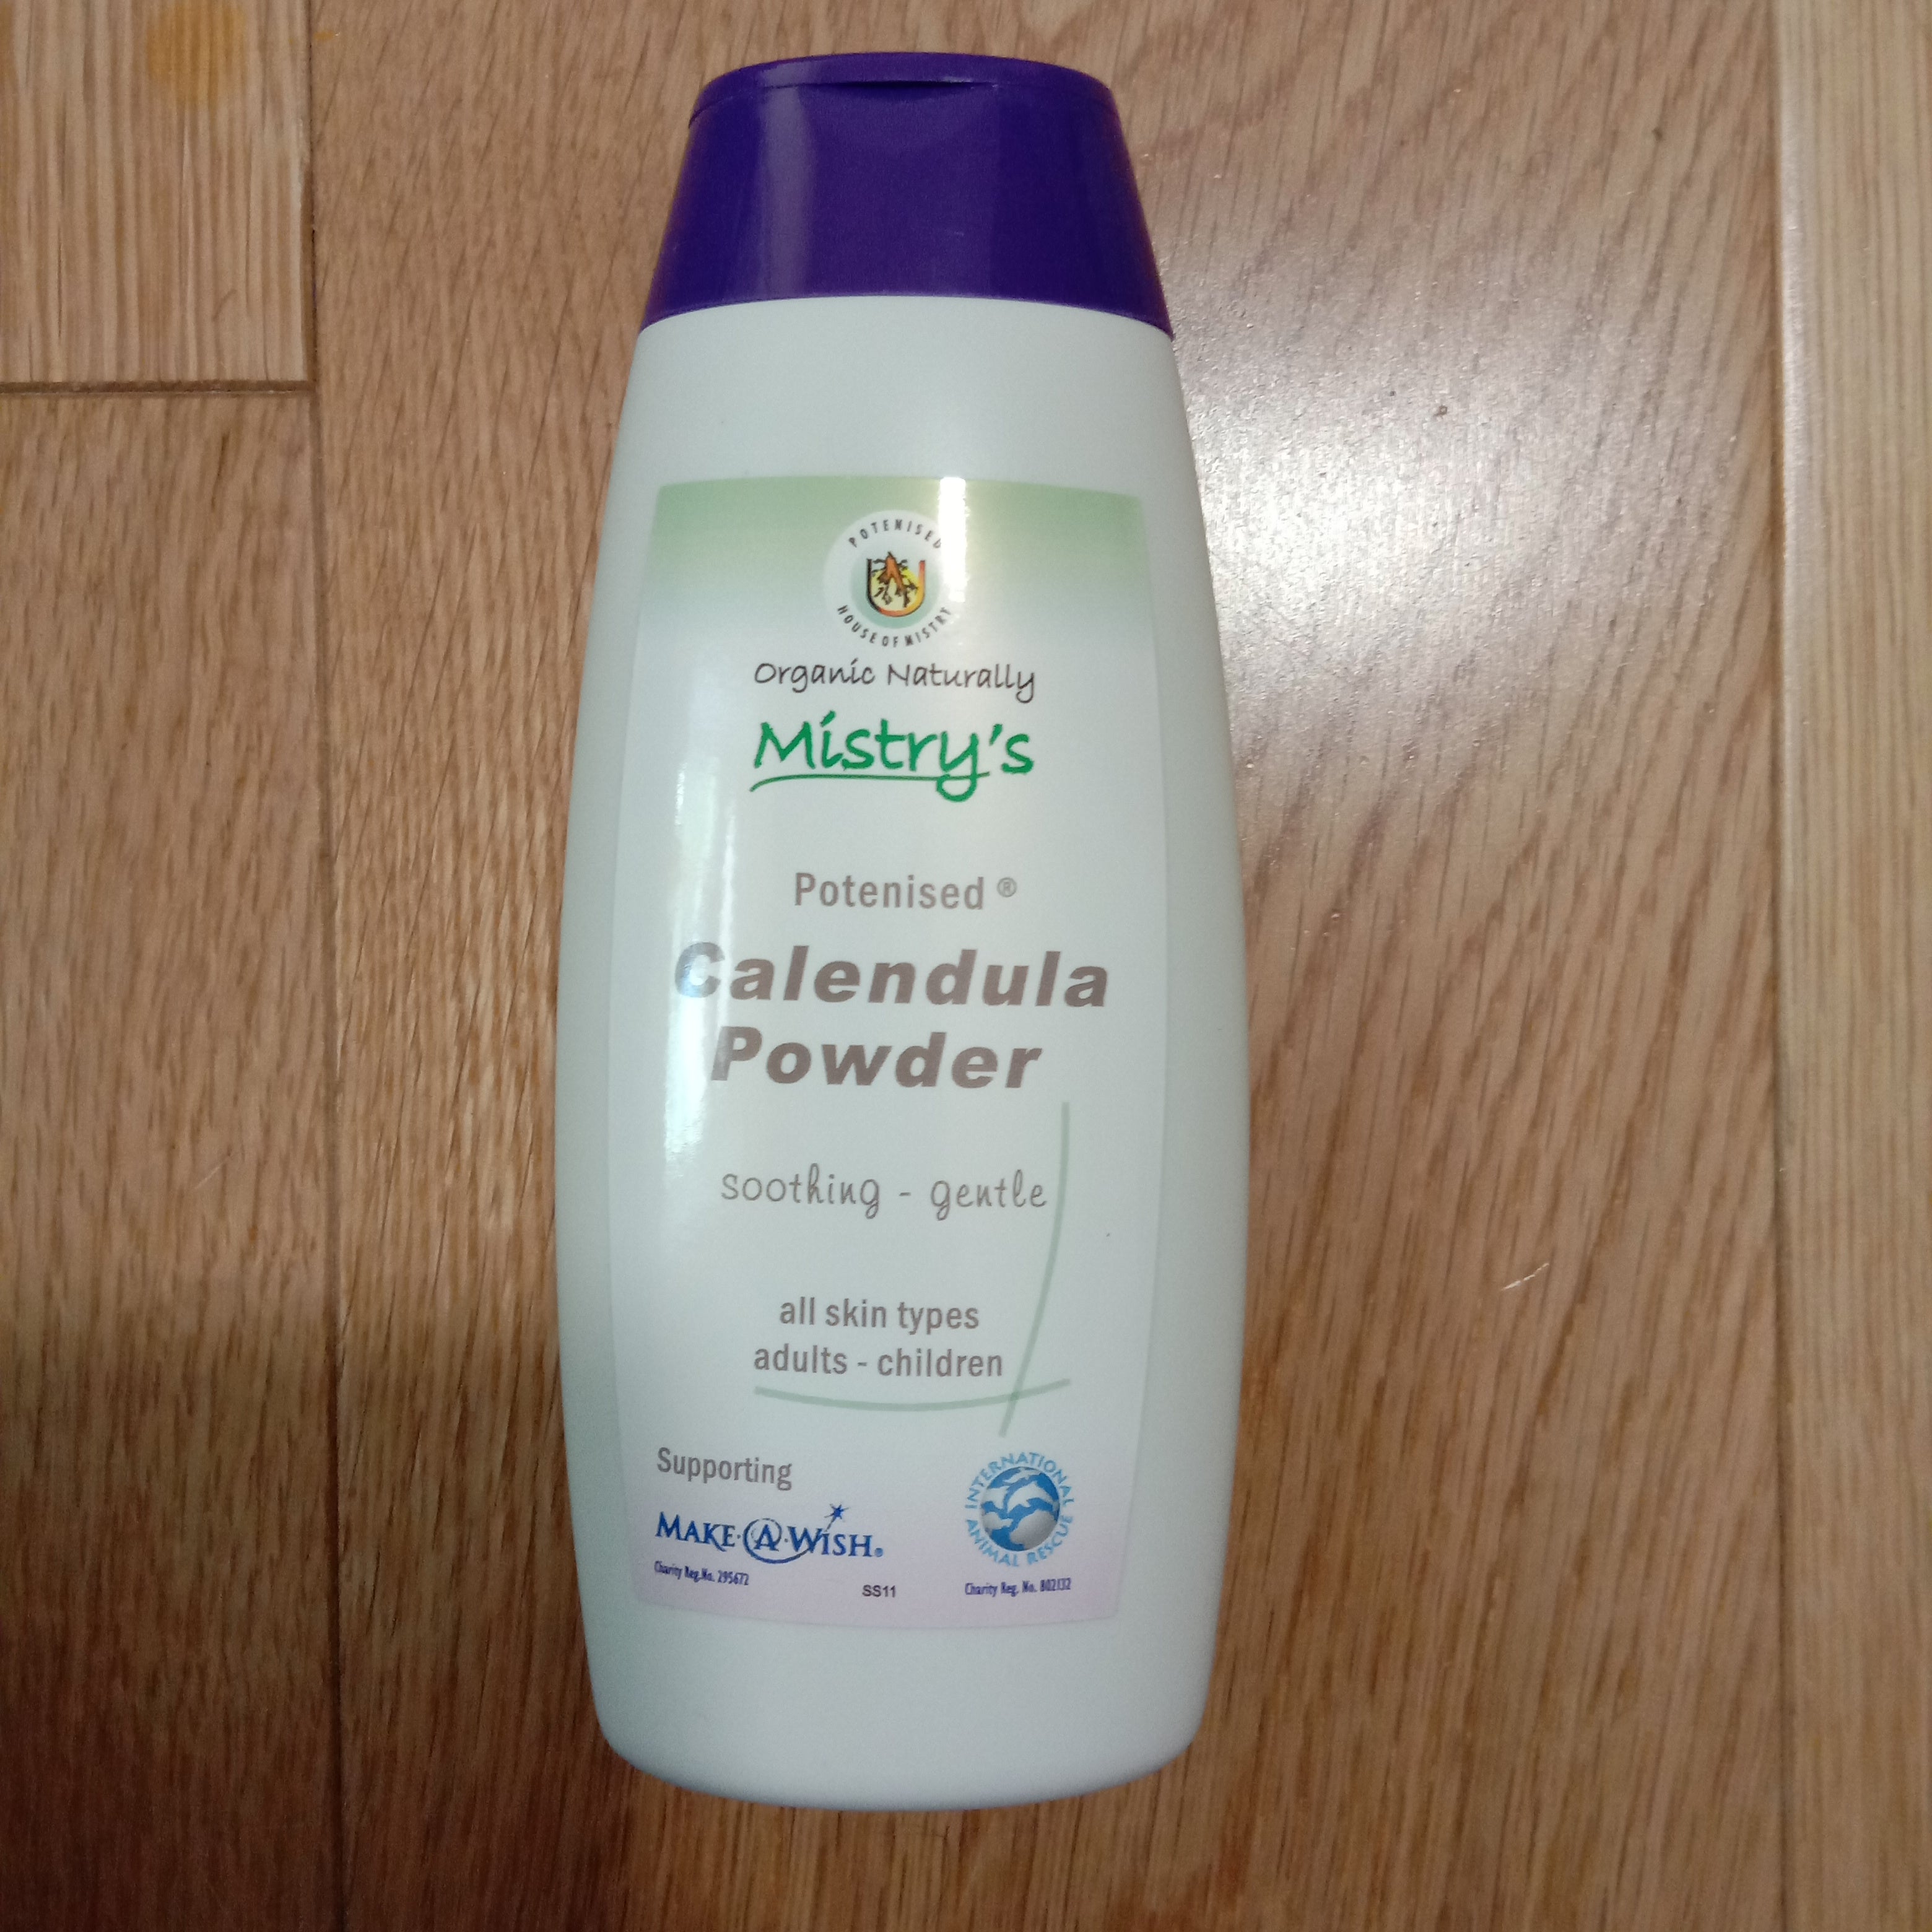 POTENISED
HOUSE OF MISTRY
Organic Naturally
Mistry's
Potenised ®
Calendula
Powder
soothing - gentle
all skin types
adults - children
Supporting
MAKE·A·WISH®
Charity Reg.No. 295672
SS11
INTERNATIONAL
ANIMAL RESCUE
Charity Reg. No. 802132